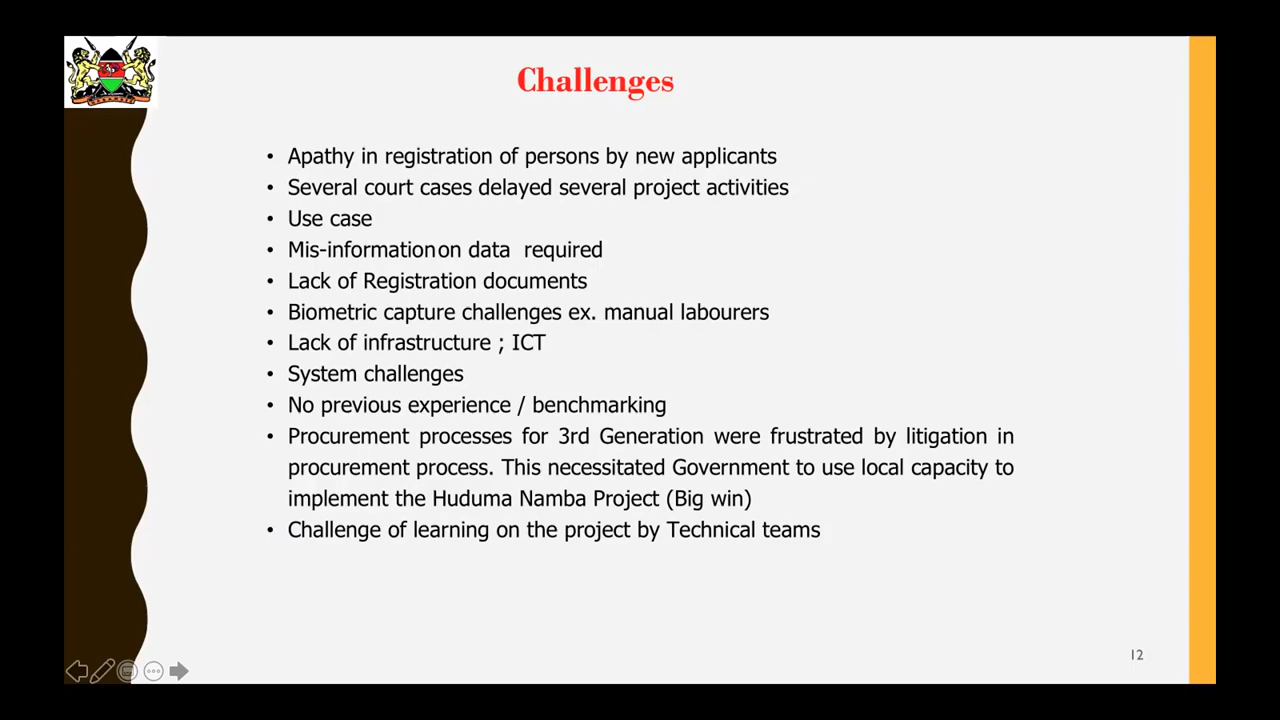 Challenges
• Apathy in registration of persons by new applicants
• Several court cases delayed several project activities
• Use case
• Mis-information on data required
• Lack of Registration documents
• Biometric capture challenges ex. manual labourers
• Lack of infrastructure ; ICT
• System challenges
• No previous experience / benchmarking
• Procurement processes for 3rd Generation were frustrated by litigation in
procurement process. This necessitated Government to use local capacity to
implement the Huduma Namba Project (Big win)
• Challenge of learning on the project by Technical teams
12